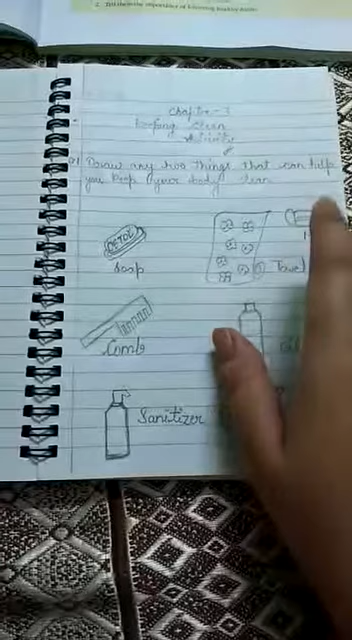 Chapter - 3
Keeping Clean
Activity
Q1 Draw any two things that can help
you keep your body clean
DETOL
Soap
Towel
Comb
Sanitizer